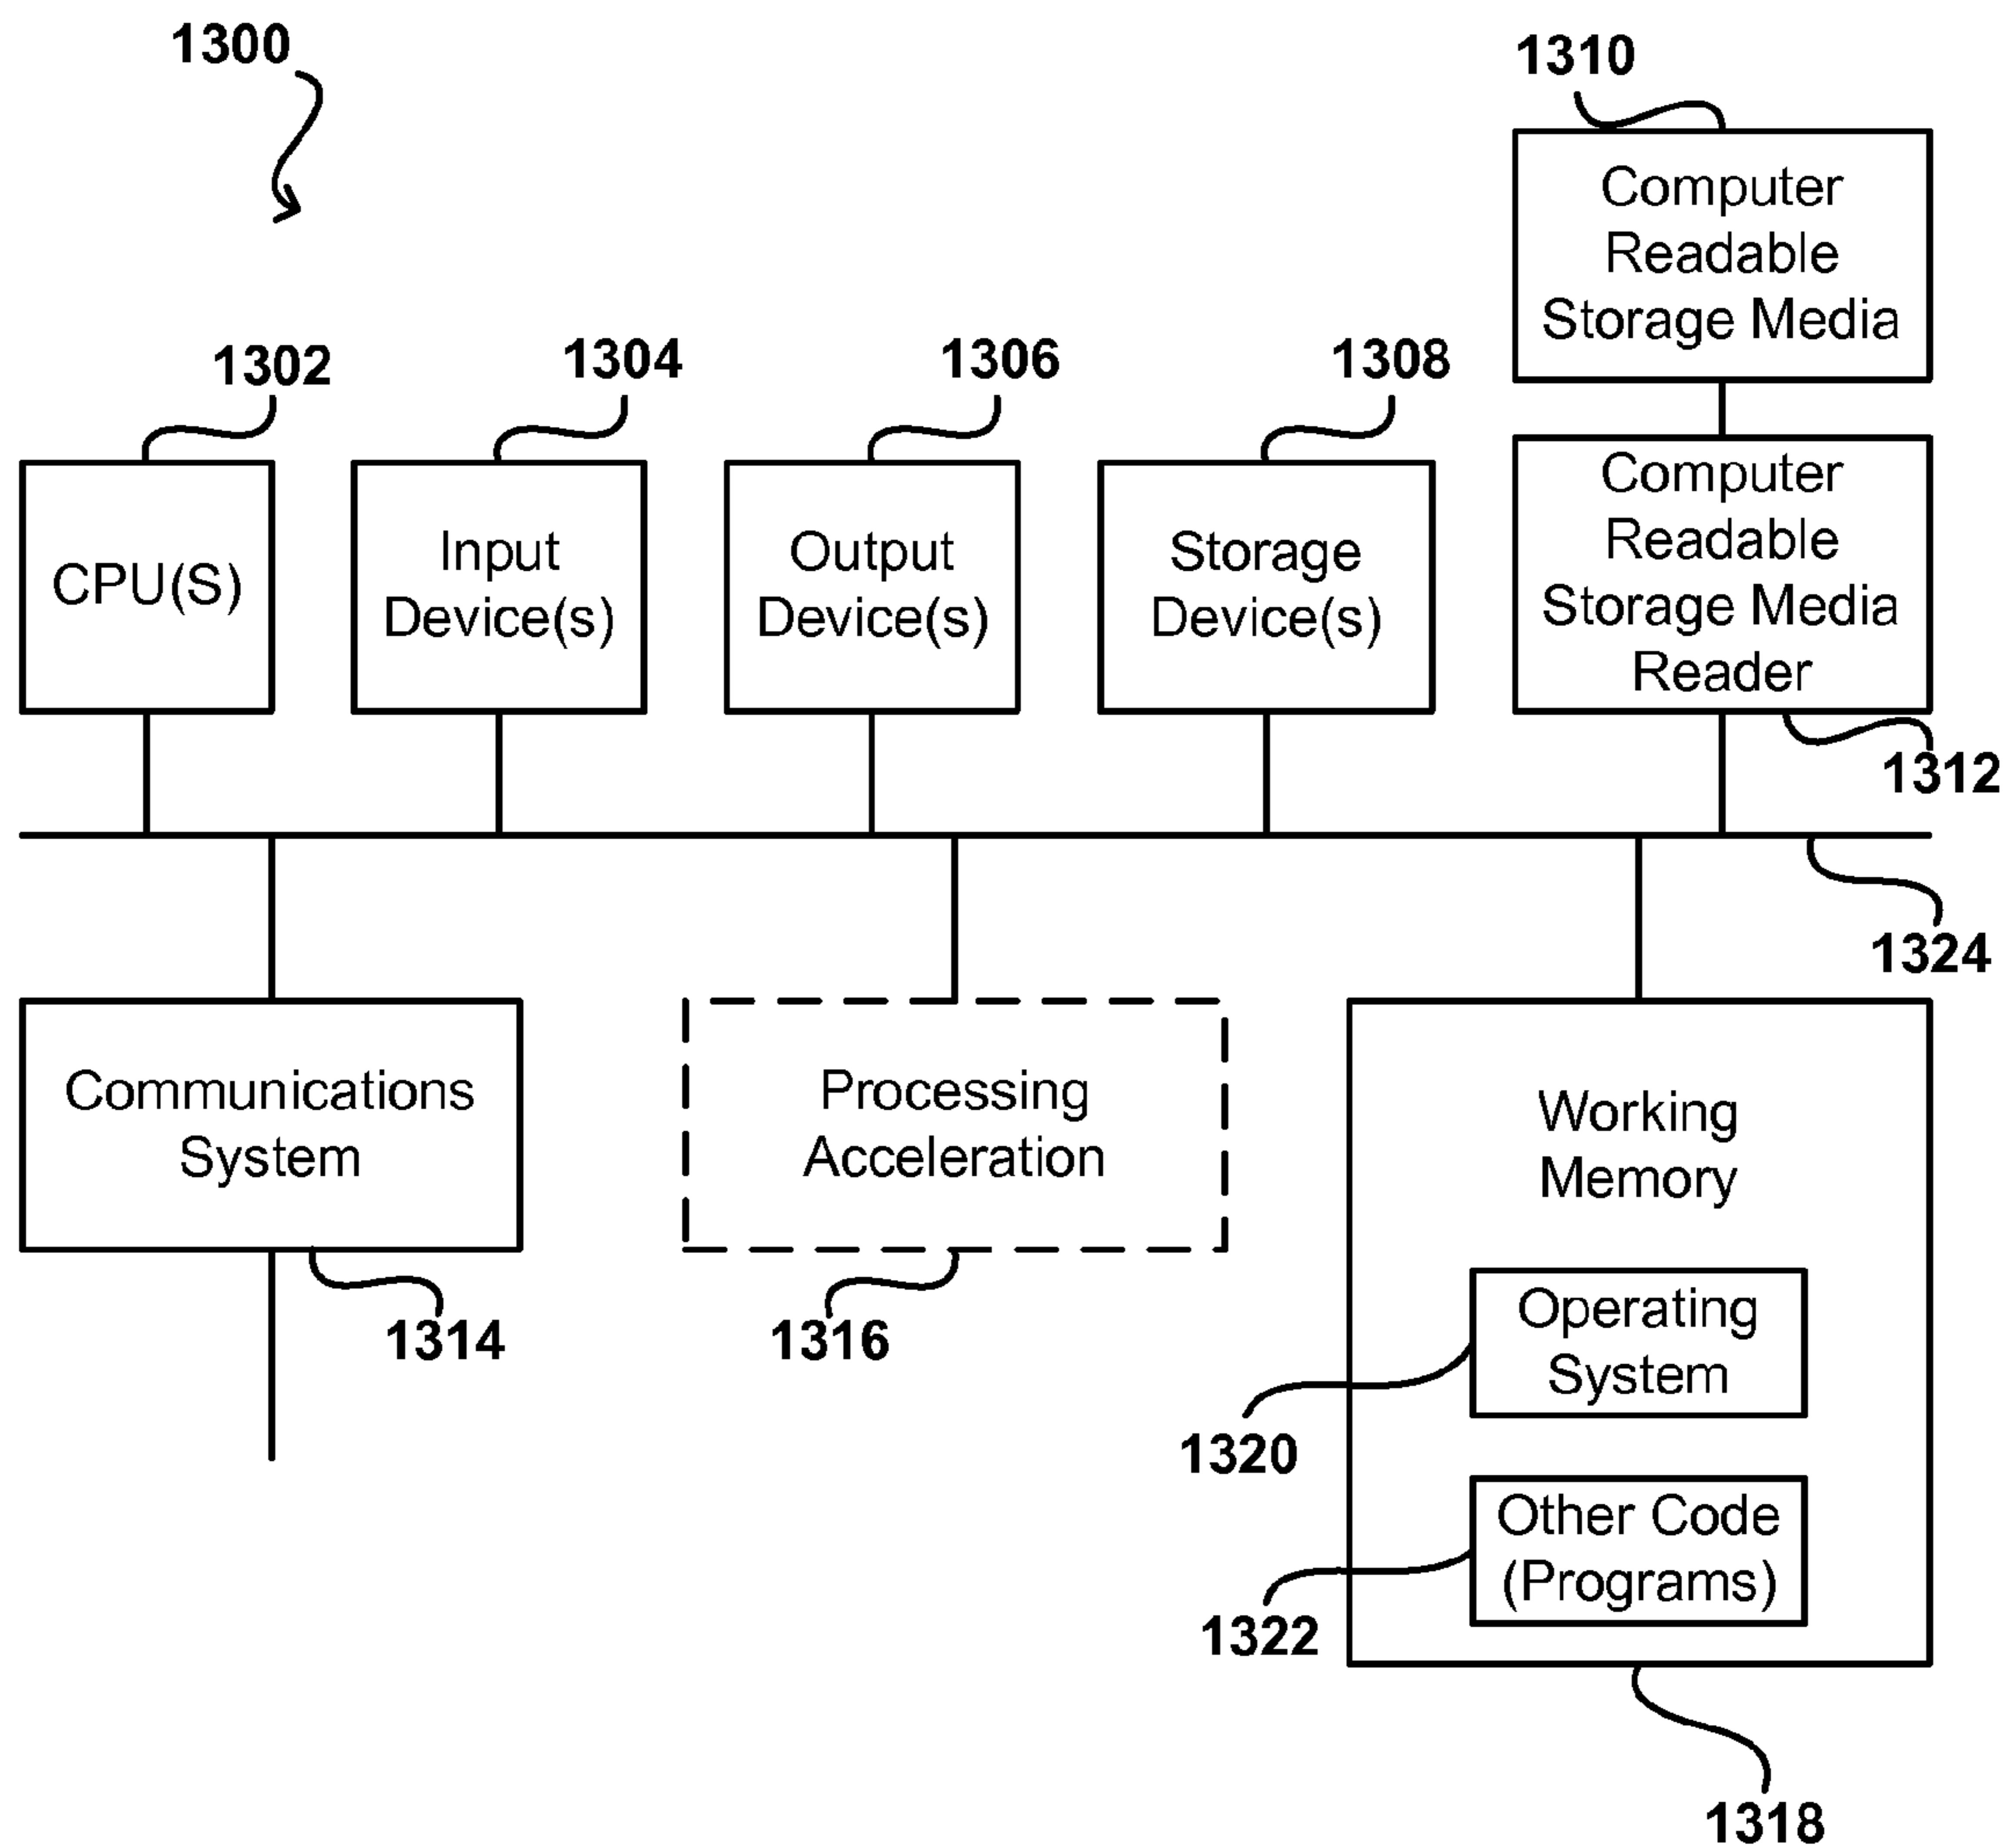 1300
1310
Computer
Readable
Storage Media
1302
1304
1306
1308
CPU(S)
Input
Device(s)
Output
Device(s)
Storage
Device(s)
Computer
Readable
Storage Media
Reader
1312
1324
Communications
System
Processing
Acceleration
Working
Memory
1314
1316
Operating
System
1320
Other Code
(Programs)
1322
1318